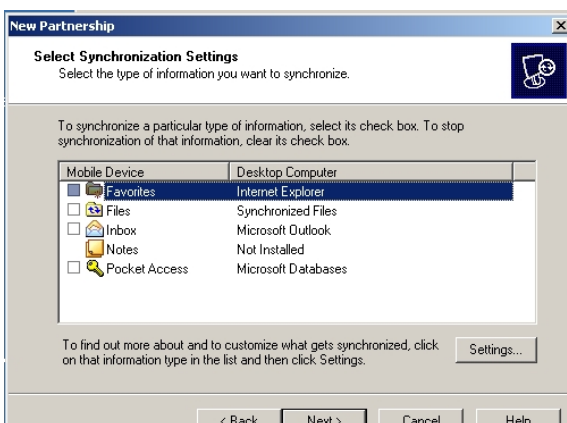 New Partnership
Select Synchronization Settings
Select the type of information you want to synchronize.
To synchronize a particular type of information, select its check box. To stop
synchronization of that information, clear its check box.
Mobile Device Desktop Computer
Favorites Internet Explorer
Files Synchronized Files
Inbox Microsoft Outlook
Notes Not Installed
Pocket Access Microsoft Databases
To find out more about and to customize what gets synchronized, click
on that information type in the list and then click Settings.
Settings...
< Back Next > Cancel Help